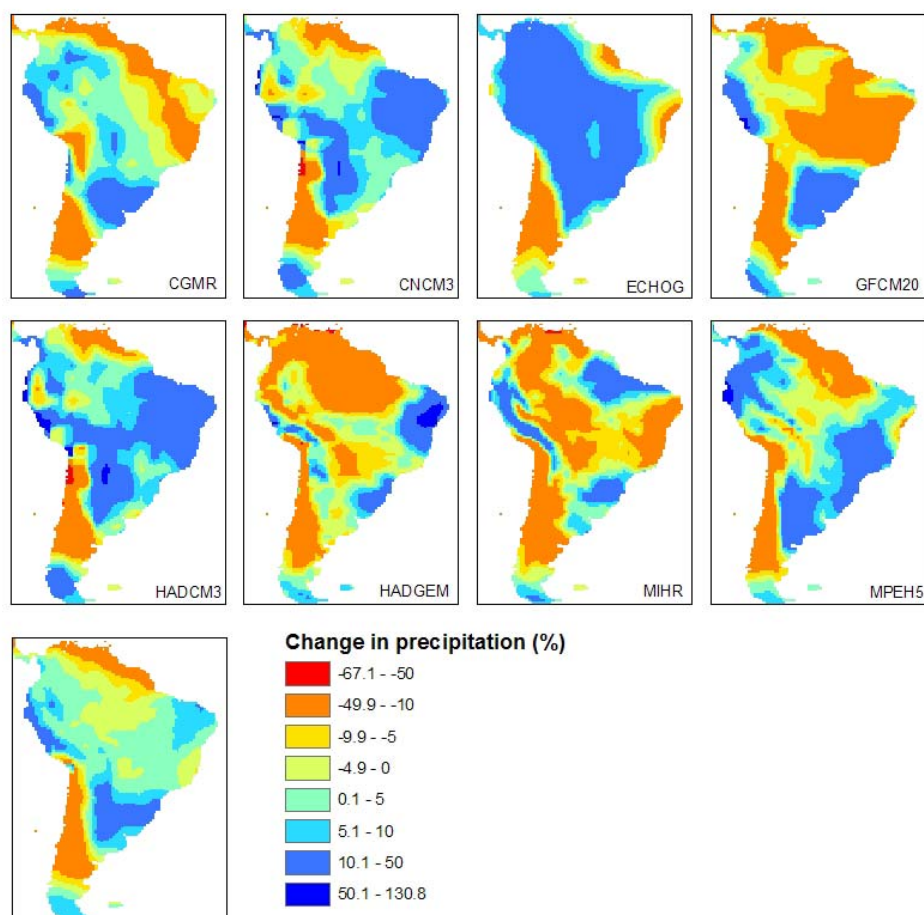 CGMR
CNCM3
ECHOG
GFCM20
HADCM3
HADGEM
MIHR
MPEH5
Change in precipitation (%)
-67.1 - -50
-49.9 - -10
-9.9 - -5
-4.9 - 0
0.1 - 5
5.1 - 10
10.1 - 50
50.1 - 130.8